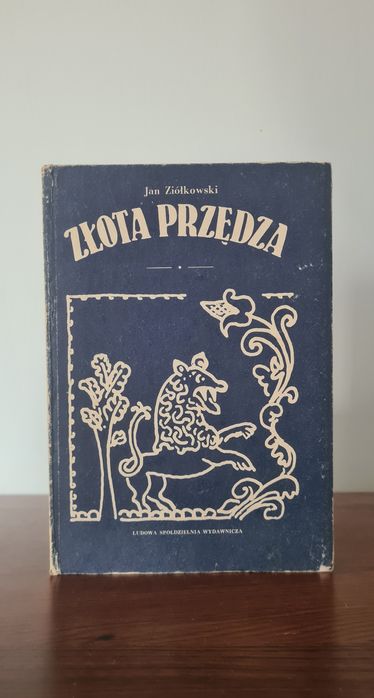 Jan Ziółkowski
ZŁOTA PRZĘDZA
LUDOWA SPÓŁDZIELNIA WYDAWNICZA